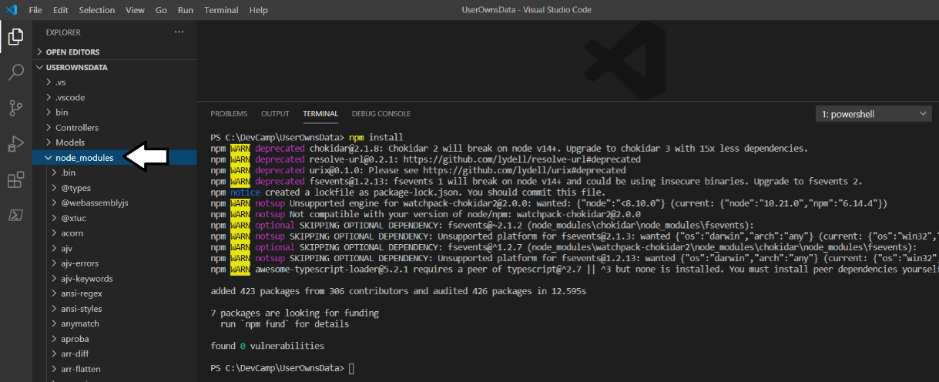 File Edit Selection View Go Run Terminal Help
UserOwnsData - Visual Studio Code
EXPLORER
OPEN EDITORS
USEROWNSDATA
.vs
.vscode
bin
Controllers
Models
node_modules
.bin
@types
@webassemblyjs
@xtuc
acorn
ajv
ajv-errors
ajv-keywords
ansi-regex
ansi-styles
anymatch
aproba
arr-diff
arr-flatten
PROBLEMS OUTPUT TERMINAL DEBUG CONSOLE
1: powershell
PS C:\DevCamp\UserOwnsData> npm install
npm WARN deprecated chokidar@2.1.8: Chokidar 2 will break on node v14+. Upgrade to chokidar 3 with 15x less dependencies.
npm WARN deprecated resolve-url@0.2.1: https://github.com/lydell/resolve-url#deprecated
npm WARN deprecated urix@0.1.0: Please see https://github.com/lydell/urix#deprecated
npm WARN deprecated fsevents@1.2.13: fsevents 1 will break on node v14+ and could be using insecure binaries. Upgrade to fsevents 2.
npm notice created a lockfile as package-lock.json. You should commit this file.
npm WARN notsup Unsupported engine for watchpack-chokidar2@2.0.0: wanted: {"node":"<8.10.0"} (current: {"node":"10.21.0","npm":"6.14.4"})
npm WARN notsup Not compatible with your version of node/npm: watchpack-chokidar2@2.0.0
npm WARN optional SKIPPING OPTIONAL DEPENDENCY: fsevents@~2.1.2 (node_modules\chokidar\node_modules\fsevents):
npm WARN notsup SKIPPING OPTIONAL DEPENDENCY: Unsupported platform for fsevents@2.1.3: wanted {"os":"darwin","arch":"any"} (current: {"os":"win32",
npm WARN optional SKIPPING OPTIONAL DEPENDENCY: fsevents@^1.2.7 (node_modules\watchpack-chokidar2\node_modules\chokidar\node_modules\fsevents):
npm WARN notsup SKIPPING OPTIONAL DEPENDENCY: Unsupported platform for fsevents@1.2.13: wanted {"os":"darwin","arch":"any"} (current: {"os":"win32"
npm WARN awesome-typescript-loader@5.2.1 requires a peer of typescript@^2.7 || ^3 but none is installed. You must install peer dependencies yoursel
added 423 packages from 306 contributors and audited 426 packages in 12.595s
7 packages are looking for funding
run `npm fund` for details
found 0 vulnerabilities
PS C:\DevCamp\UserOwnsData>